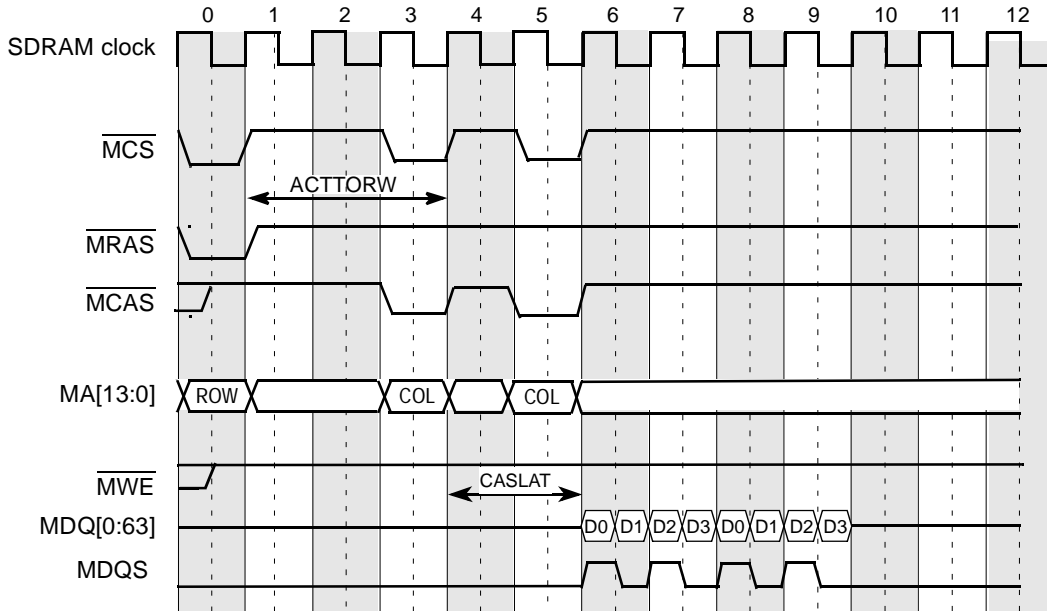 0 1 2 3 4 5 6 7 8 9 10 11 12
SDRAM clock
MCS
ACTTORW
MRAS
MCAS
MA[13:0] ROW COL COL
MWE
CASLAT
MDQ[0:63] D0 D1 D2 D3 D0 D1 D2 D3
MDQS